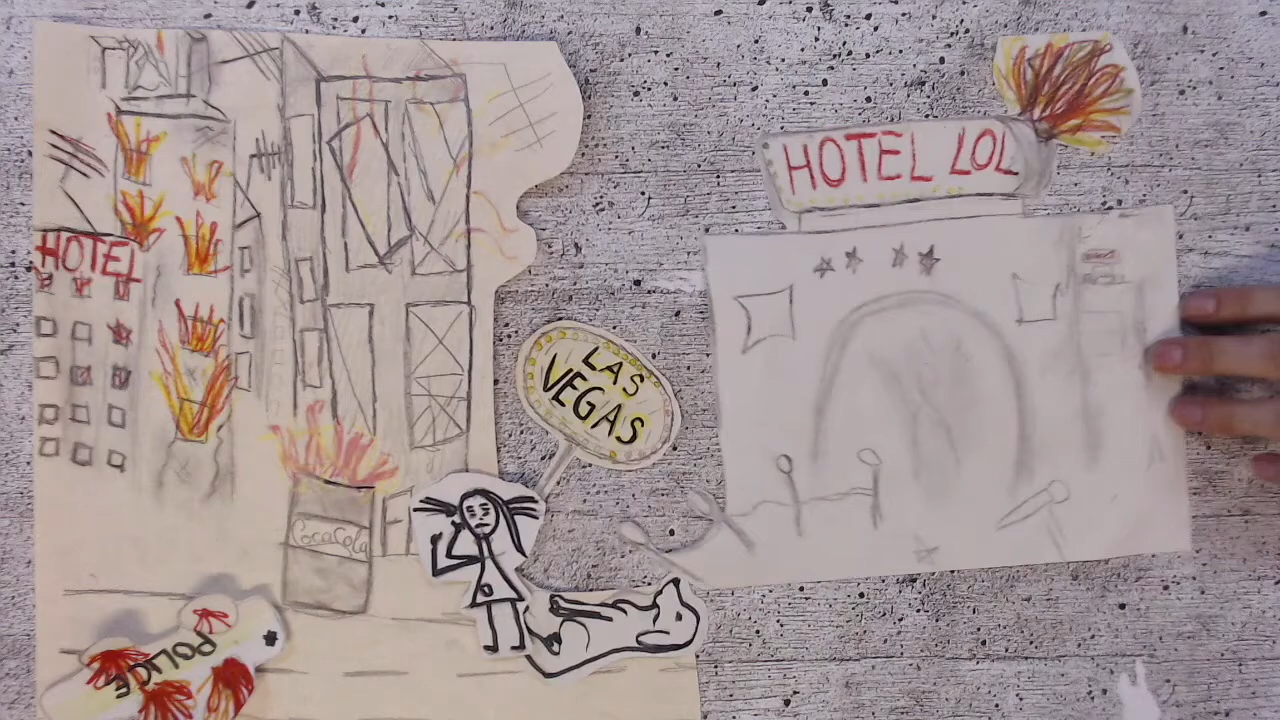 HOTEL
HOTEL LOL
LAS
VEGAS
CocaCola
POLICE